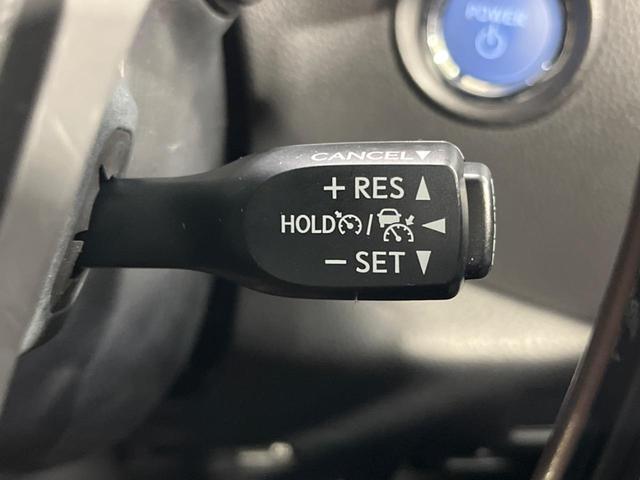 POWER
CANCEL▼
+ RES ▲
HOLD / ◀
− SET ▼